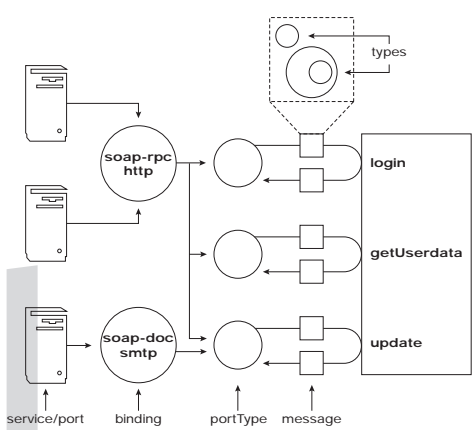 types
soap-rpc
http
login
getUserdata
soap-doc
smtp
update
service/port
binding
portType
message